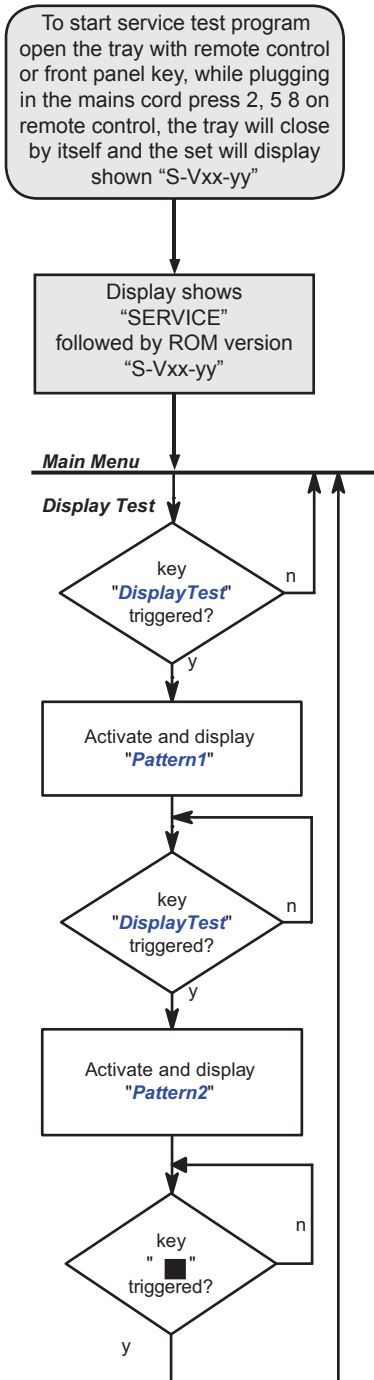 To start service test program
open the tray with remote control
or front panel key, while plugging
in the mains cord press 2, 5 8 on
remote control, the tray will close
by itself and the set will display
shown “S-Vxx-yy”
Display shows
“SERVICE”
followed by ROM version
“S-Vxx-yy”
Main Menu
Display Test
key
"DisplayTest"
triggered?
n
y
Activate and display
"Pattern1"
key
"DisplayTest"
triggered?
n
y
Activate and display
"Pattern2"
key
" ■ "
triggered?
n
y